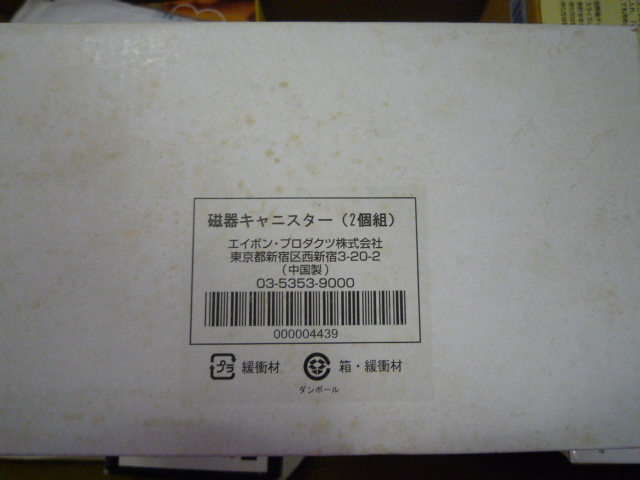 磁器キャニスター(2個組)
エイボン・プロダクツ株式会社
東京都新宿区西新宿3-20-2
(中国製)
03-5353-9000
000004439
プラ 緩衝材
箱・緩衝材
ダンボール